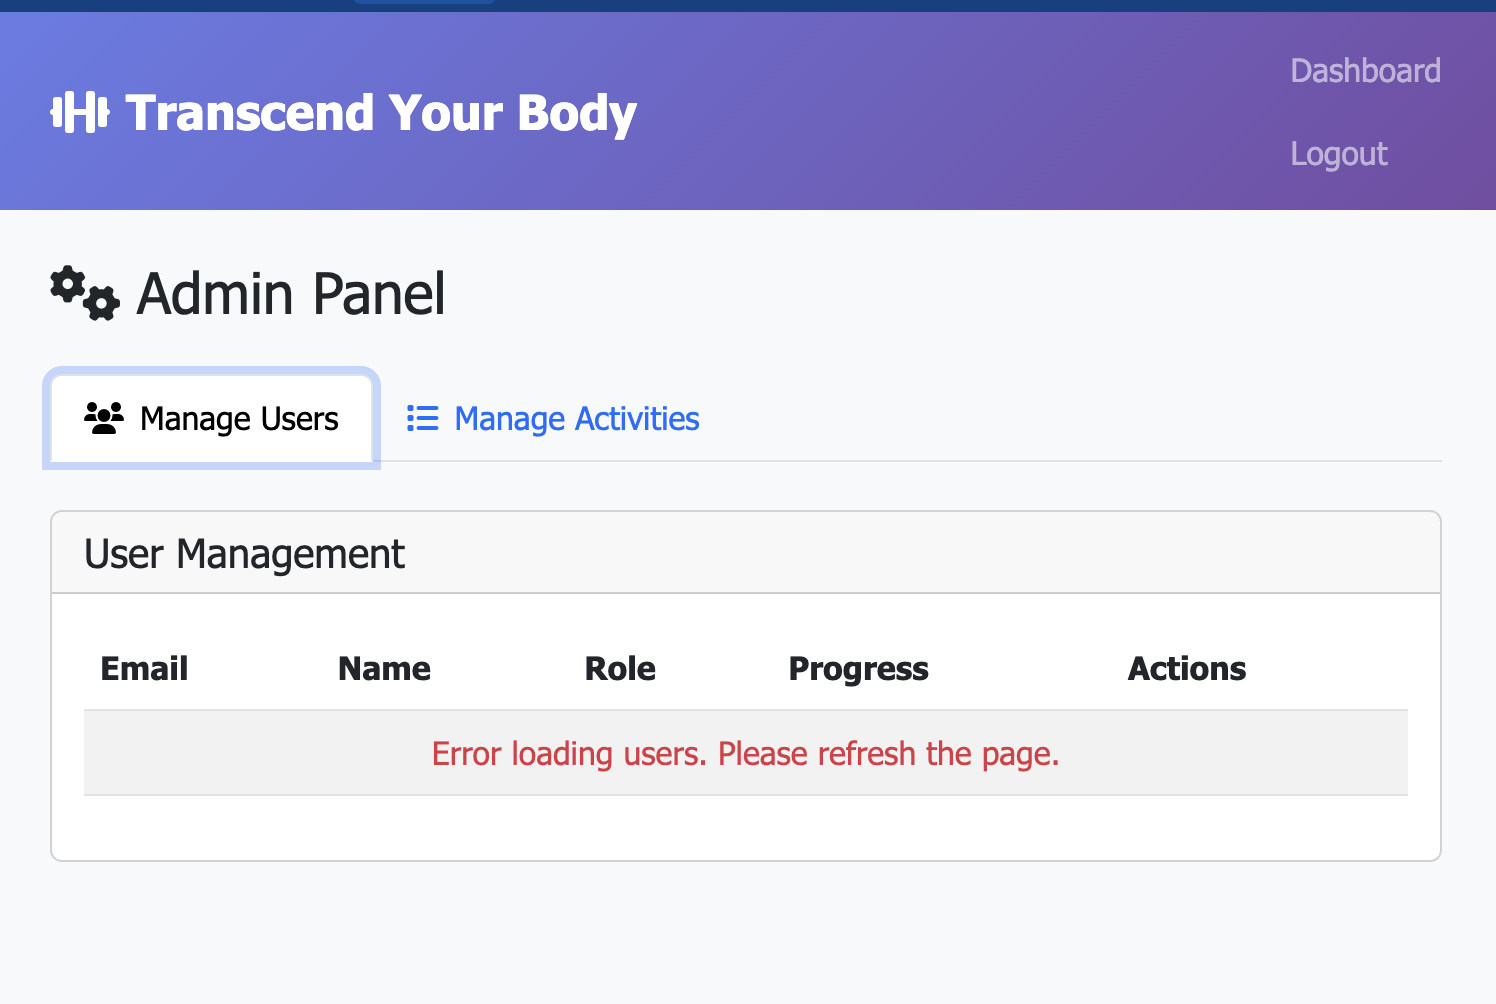 Transcend Your Body
Dashboard
Logout
Admin Panel
Manage Users
Manage Activities
User Management
Email Name Role Progress Actions
Error loading users. Please refresh the page.